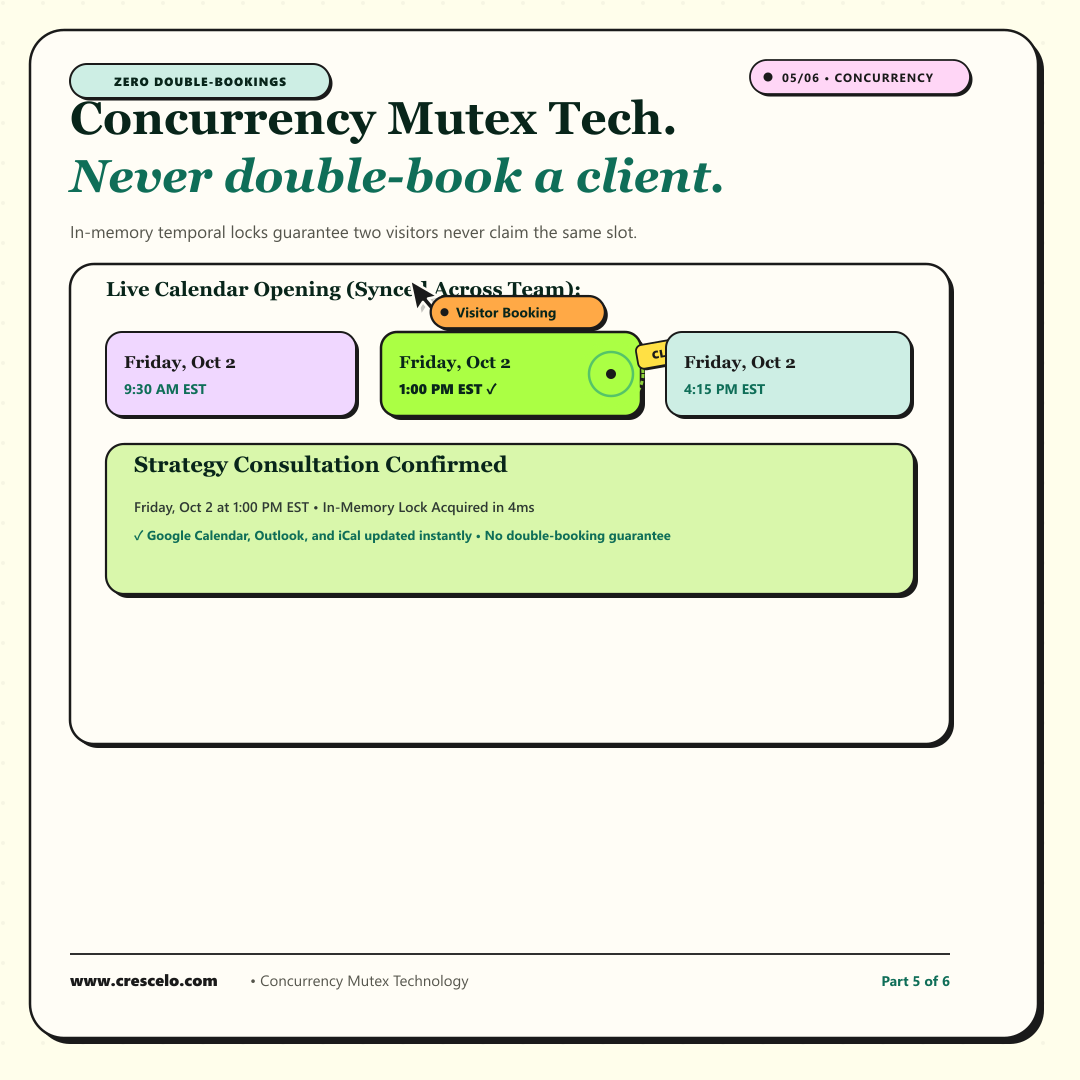 ZERO DOUBLE-BOOKINGS
05/06 • CONCURRENCY
Concurrency Mutex Tech.
Never double-book a client.
In-memory temporal locks guarantee two visitors never claim the same slot.
Live Calendar Opening (Synced Across Team):
Visitor Booking
Friday, Oct 2
9:30 AM EST
Friday, Oct 2
1:00 PM EST ✓
Friday, Oct 2
4:15 PM EST
Strategy Consultation Confirmed
Friday, Oct 2 at 1:00 PM EST • In-Memory Lock Acquired in 4ms
✓ Google Calendar, Outlook, and iCal updated instantly • No double-booking guarantee
www.crescelo.com • Concurrency Mutex Technology
Part 5 of 6